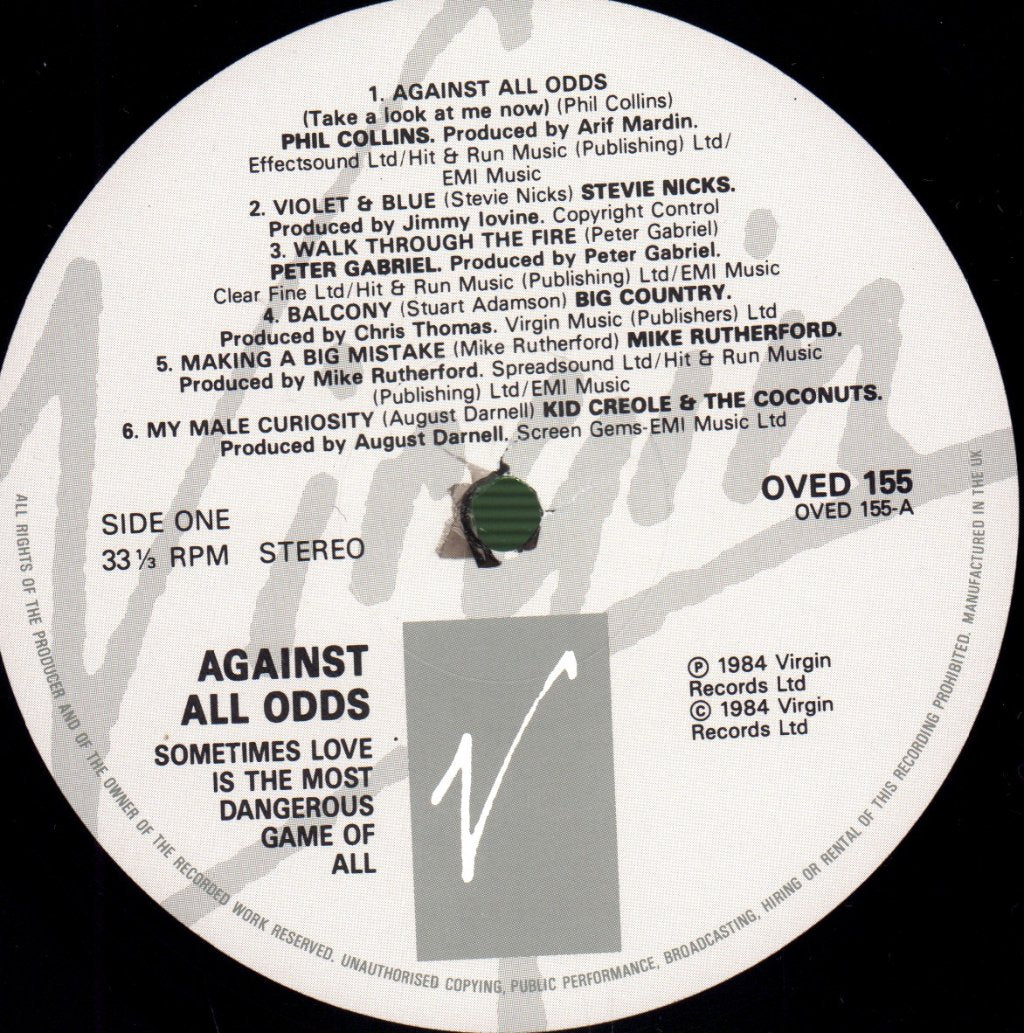 1. AGAINST ALL ODDS
(Take a look at me now) (Phil Collins)
PHIL COLLINS. Produced by Arif Mardin.
Effectsound Ltd/Hit & Run Music (Publishing) Ltd/
EMI Music
2. VIOLET & BLUE (Stevie Nicks) STEVIE NICKS.
Produced by Jimmy Iovine. Copyright Control
3. WALK THROUGH THE FIRE (Peter Gabriel)
PETER GABRIEL. Produced by Peter Gabriel.
Clear Fine Ltd/Hit & Run Music (Publishing) Ltd/EMI Music
4. BALCONY (Stuart Adamson) BIG COUNTRY.
Produced by Chris Thomas. Virgin Music (Publishers) Ltd
5. MAKING A BIG MISTAKE (Mike Rutherford) MIKE RUTHERFORD.
Produced by Mike Rutherford. Spreadsound Ltd/Hit & Run Music
(Publishing) Ltd/EMI Music
6. MY MALE CURIOSITY (August Darnell) KID CREOLE & THE COCONUTS.
Produced by August Darnell. Screen Gems-EMI Music Ltd
Virgin
OVED 155
OVED 155-A
SIDE ONE
33⅓ RPM STEREO
AGAINST
ALL ODDS
SOMETIMES LOVE
IS THE MOST
DANGEROUS
GAME OF
ALL
V
℗ 1984 Virgin
Records Ltd
© 1984 Virgin
Records Ltd
ALL RIGHTS OF THE PRODUCER AND OF THE OWNER OF THE RECORDED WORK RESERVED. UNAUTHORISED COPYING, PUBLIC PERFORMANCE, BROADCASTING, HIRING OR RENTAL OF THIS RECORDING PROHIBITED. MANUFACTURED IN THE UK